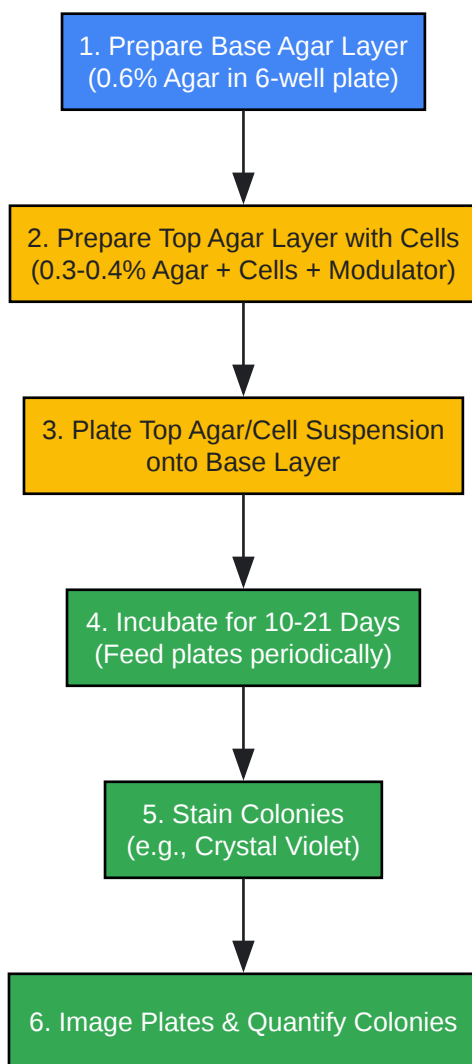 1. Prepare Base Agar Layer
(0.6% Agar in 6-well plate)
2. Prepare Top Agar Layer with Cells
(0.3-0.4% Agar + Cells + Modulator)
3. Plate Top Agar/Cell Suspension
onto Base Layer
4. Incubate for 10-21 Days
(Feed plates periodically)
5. Stain Colonies
(e.g., Crystal Violet)
6. Image Plates & Quantify Colonies